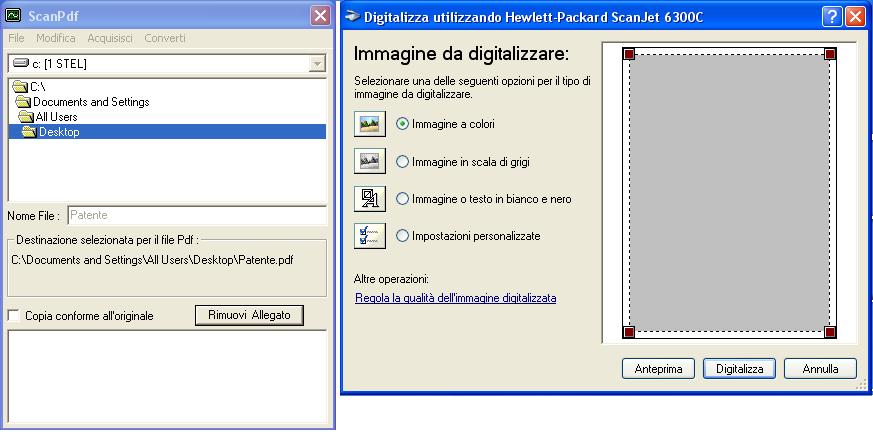 ScanPdf
File Modifica Acquisisci Converti
c: [1 STEL]
C:\
Documents and Settings
All Users
Desktop
Nome File : Patente
Destinazione selezionata per il file Pdf :
C:\Documents and Settings\All Users\Desktop\Patente.pdf
Copia conforme all'originale
Rimuovi Allegato
Digitalizza utilizzando Hewlett-Packard ScanJet 6300C
Immagine da digitalizzare:
Selezionare una delle seguenti opzioni per il tipo di
immagine da digitalizzare.
Immagine a colori
Immagine in scala di grigi
Immagine o testo in bianco e nero
Impostazioni personalizzate
Altre operazioni:
Regola la qualità dell'immagine digitalizzata
Anteprima Digitalizza Annulla